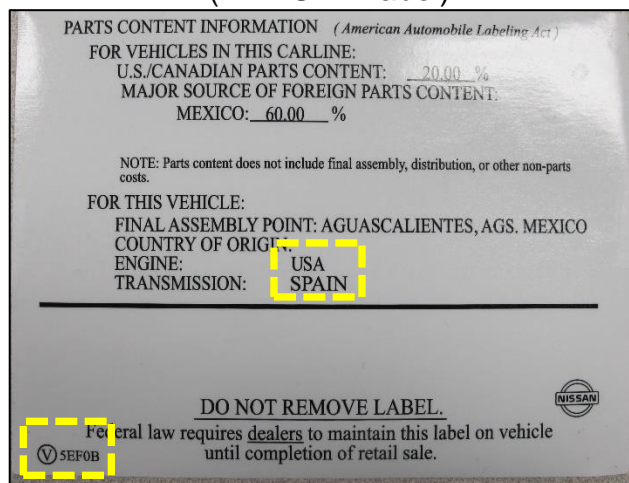 PARTS CONTENT INFORMATION (American Automobile Labeling Act)
FOR VEHICLES IN THIS CARLINE:
U.S./CANADIAN PARTS CONTENT: 20.00 %
MAJOR SOURCE OF FOREIGN PARTS CONTENT:
MEXICO: 60.00 %
NOTE: Parts content does not include final assembly, distribution, or other non-parts
costs.
FOR THIS VEHICLE:
FINAL ASSEMBLY POINT: AGUASCALIENTES, AGS. MEXICO
COUNTRY OF ORIGIN:
ENGINE: USA
TRANSMISSION: SPAIN
NISSAN
DO NOT REMOVE LABEL.
Federal law requires dealers to maintain this label on vehicle
Ⓥ 5EF0B until completion of retail sale.